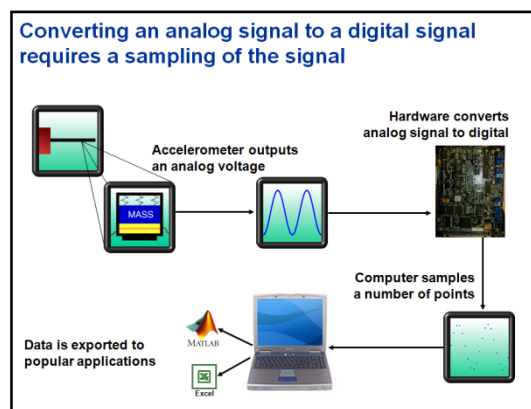 Converting an analog signal to a digital signal
requires a sampling of the signal
Hardware converts
analog signal to digital
Accelerometer outputs
an analog voltage
MASS
Computer samples
a number of points
MATLAB
Data is exported to
popular applications
Excel